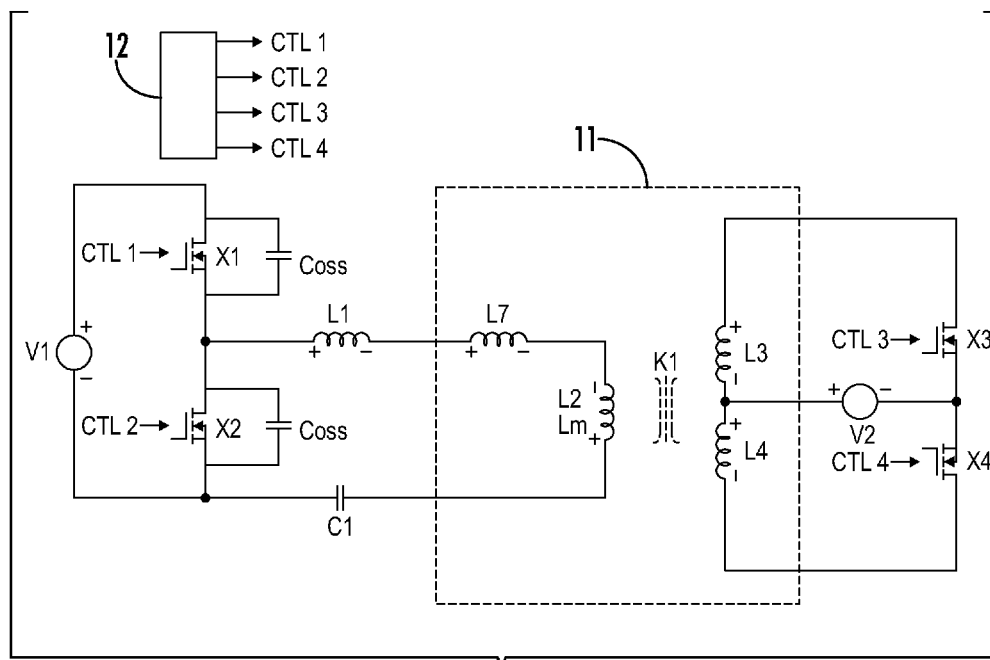 12
CTL 1
CTL 2
CTL 3
CTL 4
11
CTL 1
X1
Coss
V1
+
−
L1
+ −
L7
+ −
CTL 2
X2
Coss
C1
L2
Lm
−
+
K1
+
L3
−
+
L4
−
+ −
V2
CTL 3
X3
CTL 4
X4